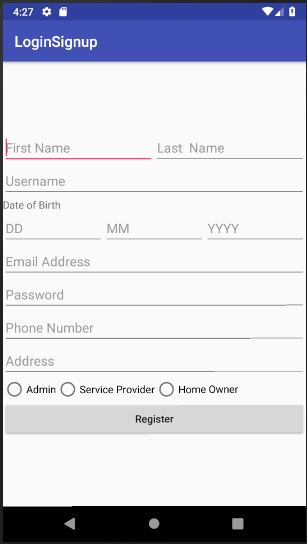 4:27
LoginSignup
First Name Last Name
Username
Date of Birth
DD MM YYYY
Email Address
Password
Phone Number
Address
Admin Service Provider Home Owner
Register